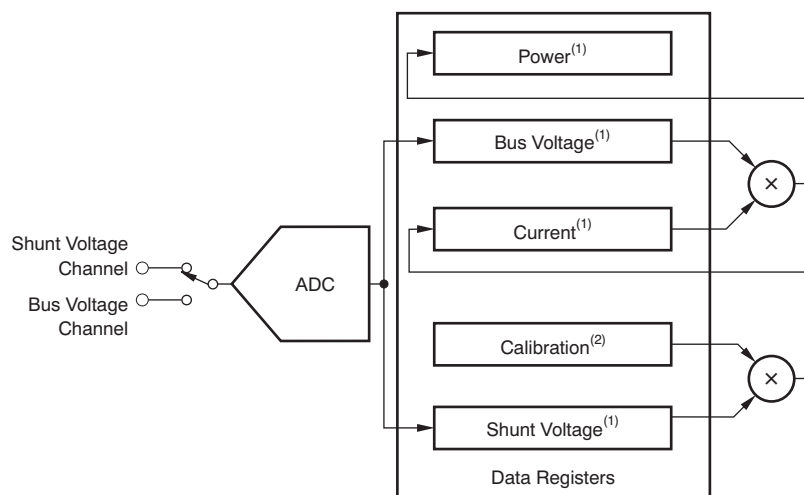 Power(1)
Bus Voltage(1)
Current(1)
Shunt Voltage
Channel
Bus Voltage
Channel
ADC
×
Calibration(2)
×
Shunt Voltage(1)
Data Registers